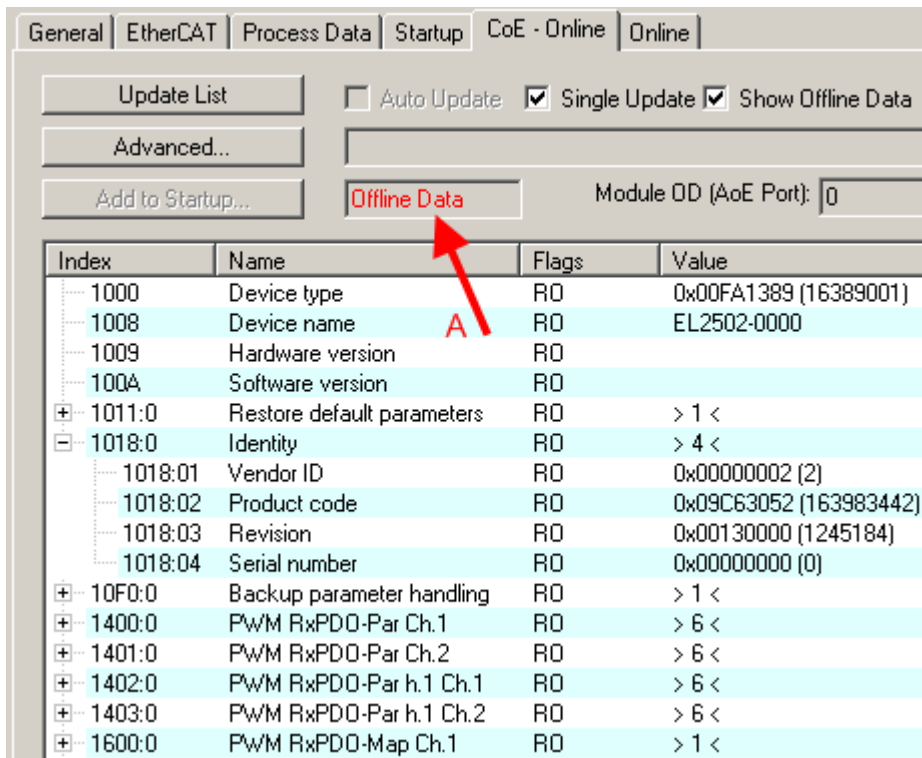 General EtherCAT Process Data Startup CoE - Online Online
Update List Auto Update Single Update Show Offline Data
Advanced...
Add to Startup... Offline Data Module OD (AoE Port): 0
Index Name Flags Value
1000 Device type RO 0x00FA1389 (16389001)
A
1008 Device name RO EL2502-0000
1009 Hardware version RO
100A Software version RO
1011:0 Restore default parameters RO > 1 <
1018:0 Identity RO > 4 <
1018:01 Vendor ID RO 0x00000002 (2)
1018:02 Product code RO 0x09C63052 (163983442)
1018:03 Revision RO 0x00130000 (1245184)
1018:04 Serial number RO 0x00000000 (0)
10F0:0 Backup parameter handling RO > 1 <
1400:0 PWM RxPDO-Par Ch.1 RO > 6 <
1401:0 PWM RxPDO-Par Ch.2 RO > 6 <
1402:0 PWM RxPDO-Par h.1 Ch.1 RO > 6 <
1403:0 PWM RxPDO-Par h.1 Ch.2 RO > 6 <
1600:0 PWM RxPDO-Map Ch.1 RO > 1 <